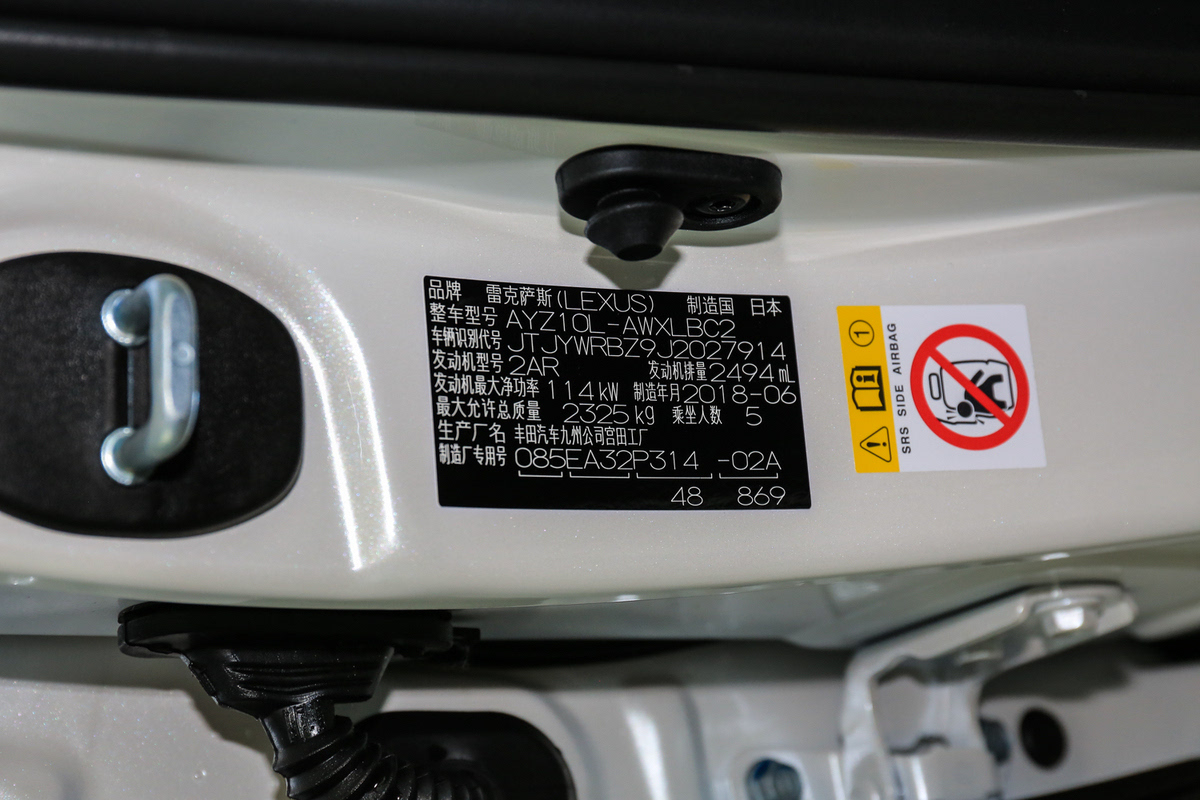 品牌 雷克萨斯(LEXUS) 制造国 日本
整车型号 AYZ10L-AWXLBC2
车辆识别代号 JTJYWRBZ9J2027914
发动机型号 2AR 发动机排量 2494 mL
发动机最大净功率 114 kW 制造年月 2018-06
最大允许总质量 2325 kg 乘坐人数 5
生产厂名 丰田汽车九州公司宫田工厂
制造厂专用号 085EA32P314 -02A
48 869
1
SRS SIDE AIRBAG